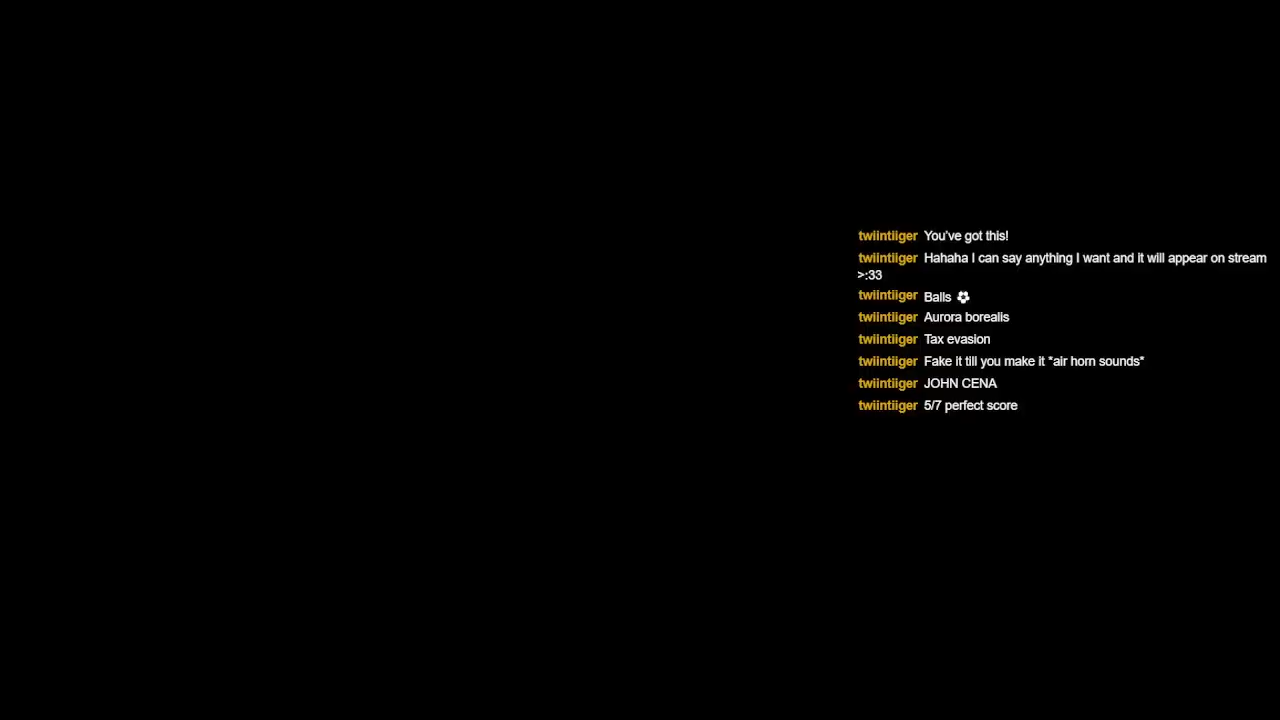 twiintiiger You've got this!
twiintiiger Hahaha I can say anything I want and it will appear on stream
>:33
twiintiiger Balls ⚽
twiintiiger Aurora borealis
twiintiiger Tax evasion
twiintiiger Fake it till you make it *air horn sounds*
twiintiiger JOHN CENA
twiintiiger 5/7 perfect score